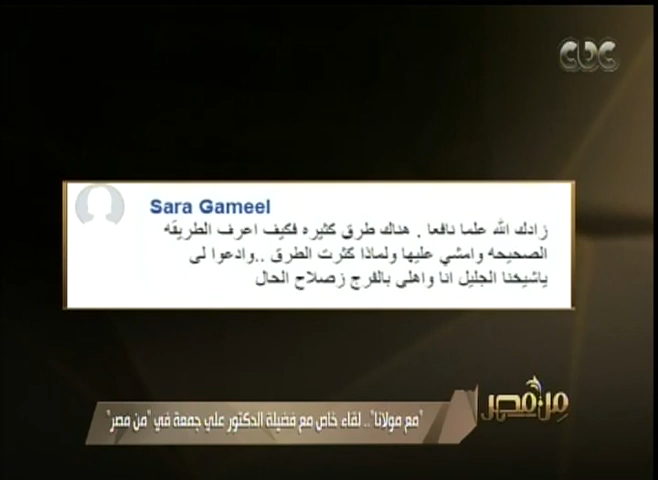 cbc
Sara Gameel
زادك الله علما نافعا . هناك طرق كثيره فكيف اعرف الطريقه
الصحيحه وامشي عليها ولماذا كثرت الطرق ..وادعوا لى
ياشيخنا الجليل انا واهلى بالفرج زصلاح الحال
من مصر
"مع مولانا".. لقاء خاص مع فضيلة الدكتور علي جمعة في "من مصر"